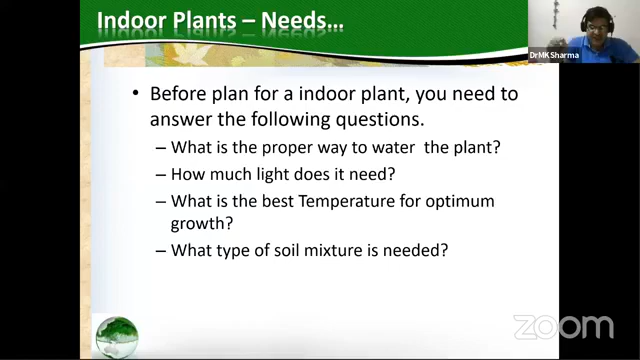 Indoor Plants – Needs…
DrMK Sharma
• Before plan for a indoor plant, you need to
answer the following questions.
– What is the proper way to water the plant?
– How much light does it need?
– What is the best Temperature for optimum
growth?
– What type of soil mixture is needed?
zoom